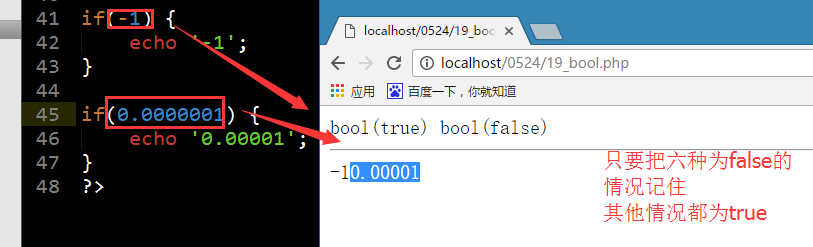 41 if(-1) {
42     echo '-1';
43 }
44
45 if(0.0000001) {
46     echo '0.00001';
47 }
48 ?>
localhost/0524/19_boo
localhost/0524/19_bool.php
应用 百度一下，你就知道
bool(true) bool(false)
-10.00001
只要把六种为false的
情况记住
其他情况都为true